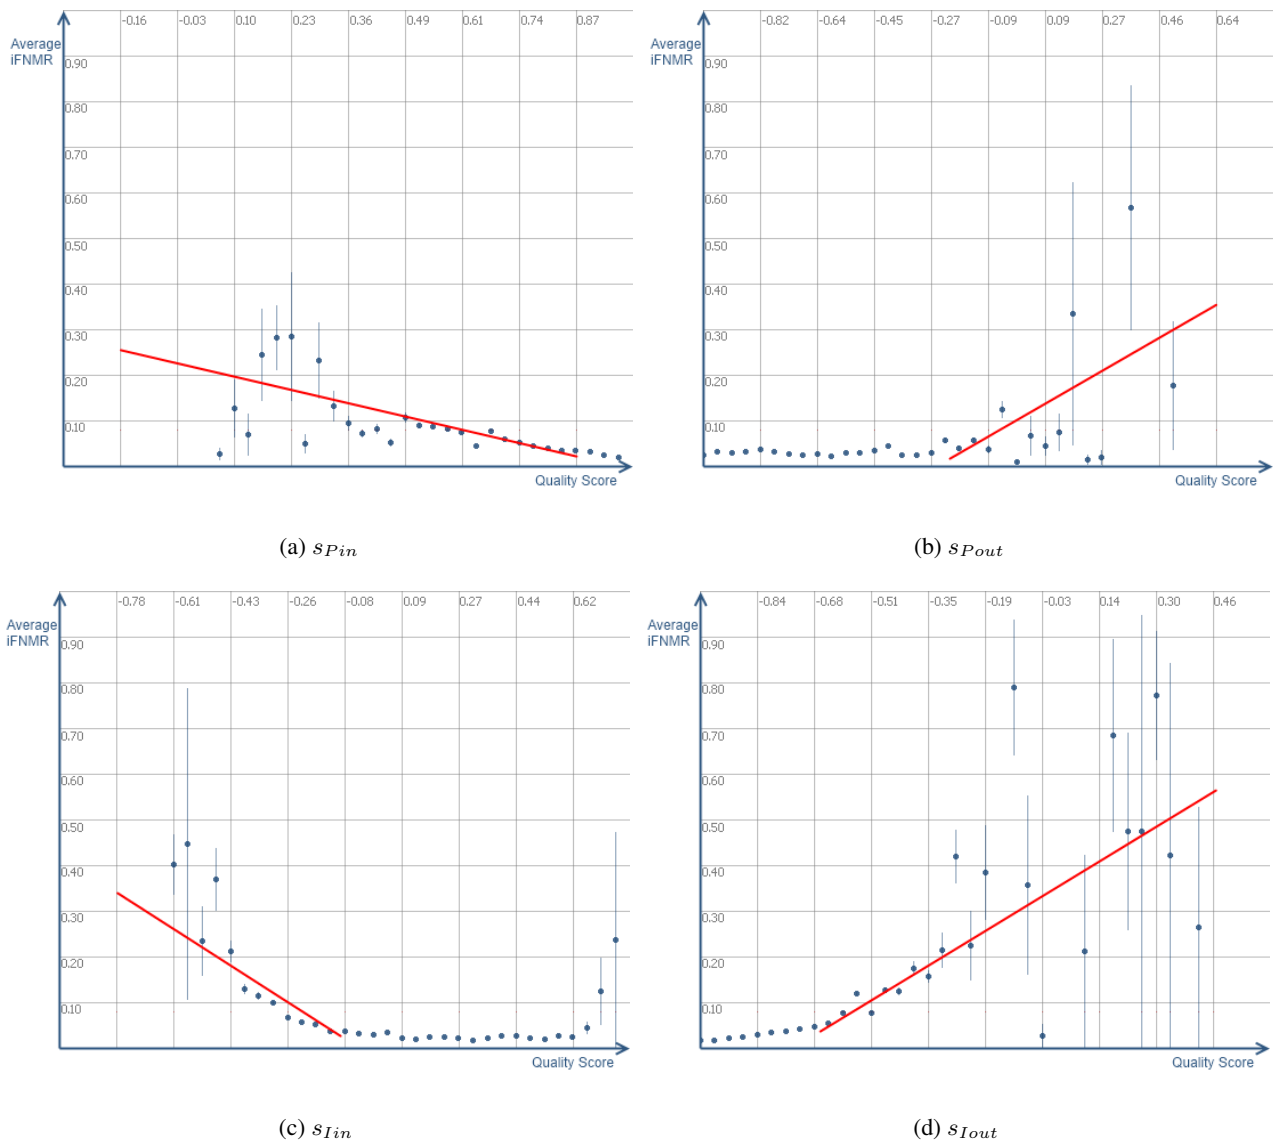 -0.16 -0.03 0.10 0.23 0.36 0.49 0.61 0.74 0.87
Average
iFNMR
0.90
0.80
0.70
0.60
0.50
0.40
0.30
0.20
0.10
Quality Score
(a) sPin
-0.82 -0.64 -0.45 -0.27 -0.09 0.09 0.27 0.46 0.64
Average
iFNMR
0.90
0.80
0.70
0.60
0.50
0.40
0.30
0.20
0.10
Quality Score
(b) sPout
-0.78 -0.61 -0.43 -0.26 -0.08 0.09 0.27 0.44 0.62
Average
iFNMR
0.90
0.80
0.70
0.60
0.50
0.40
0.30
0.20
0.10
Quality Score
(c) sIin
-0.84 -0.68 -0.51 -0.35 -0.19 -0.03 0.14 0.30 0.46
Average
iFNMR
0.90
0.80
0.70
0.60
0.50
0.40
0.30
0.20
0.10
Quality Score
(d) sIout